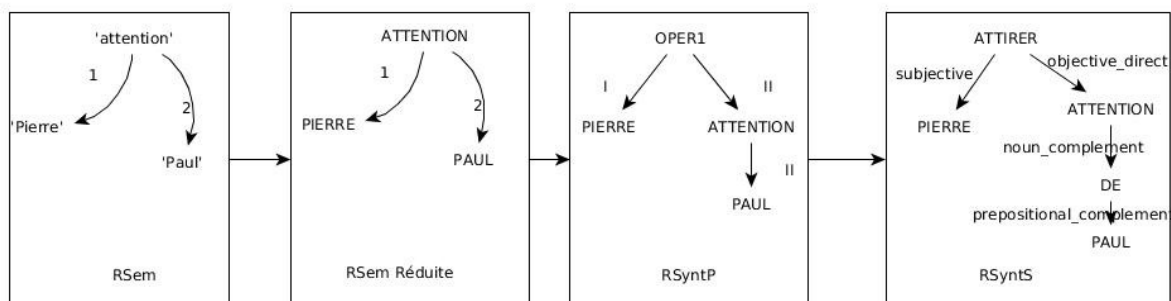 'attention'
1
2
'Pierre'
'Paul'
RSem
ATTENTION
1
2
PIERRE
PAUL
RSem Réduite
OPER1
I
II
PIERRE
ATTENTION
II
PAUL
RSyntP
ATTIRER
subjective
objective_direct
PIERRE
ATTENTION
noun_complement
DE
prepositional_complement
PAUL
RSyntS